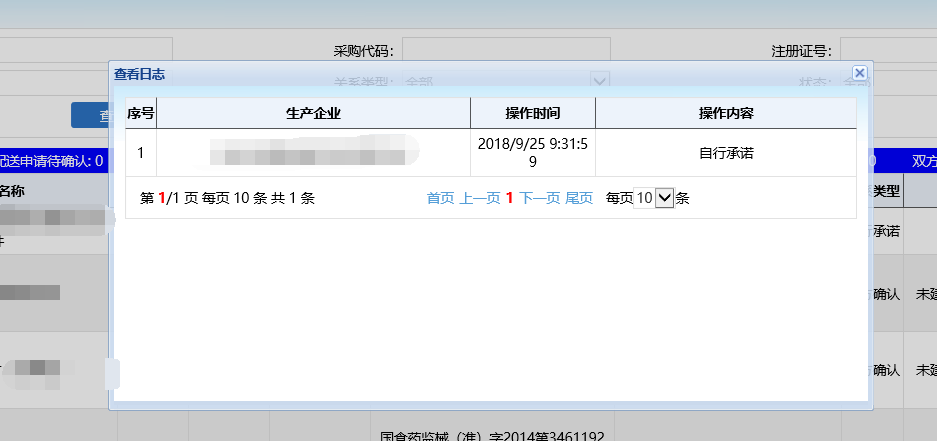 采购代码:
注册证号:
查看日志
关系类型: 全部
状态: 全部
查
序号 生产企业 操作时间 操作内容
配送申请待确认: 0
0 双方
名称
类型
1 2018/9/25 9:31:5
9 自行承诺
第 1/1 页 每页 10 条 共 1 条 首页 上一页 1 下一页 尾页 每页 10 条
件
承诺
确认 未建
确认 未建
国食药监械（准）字2014第3461192